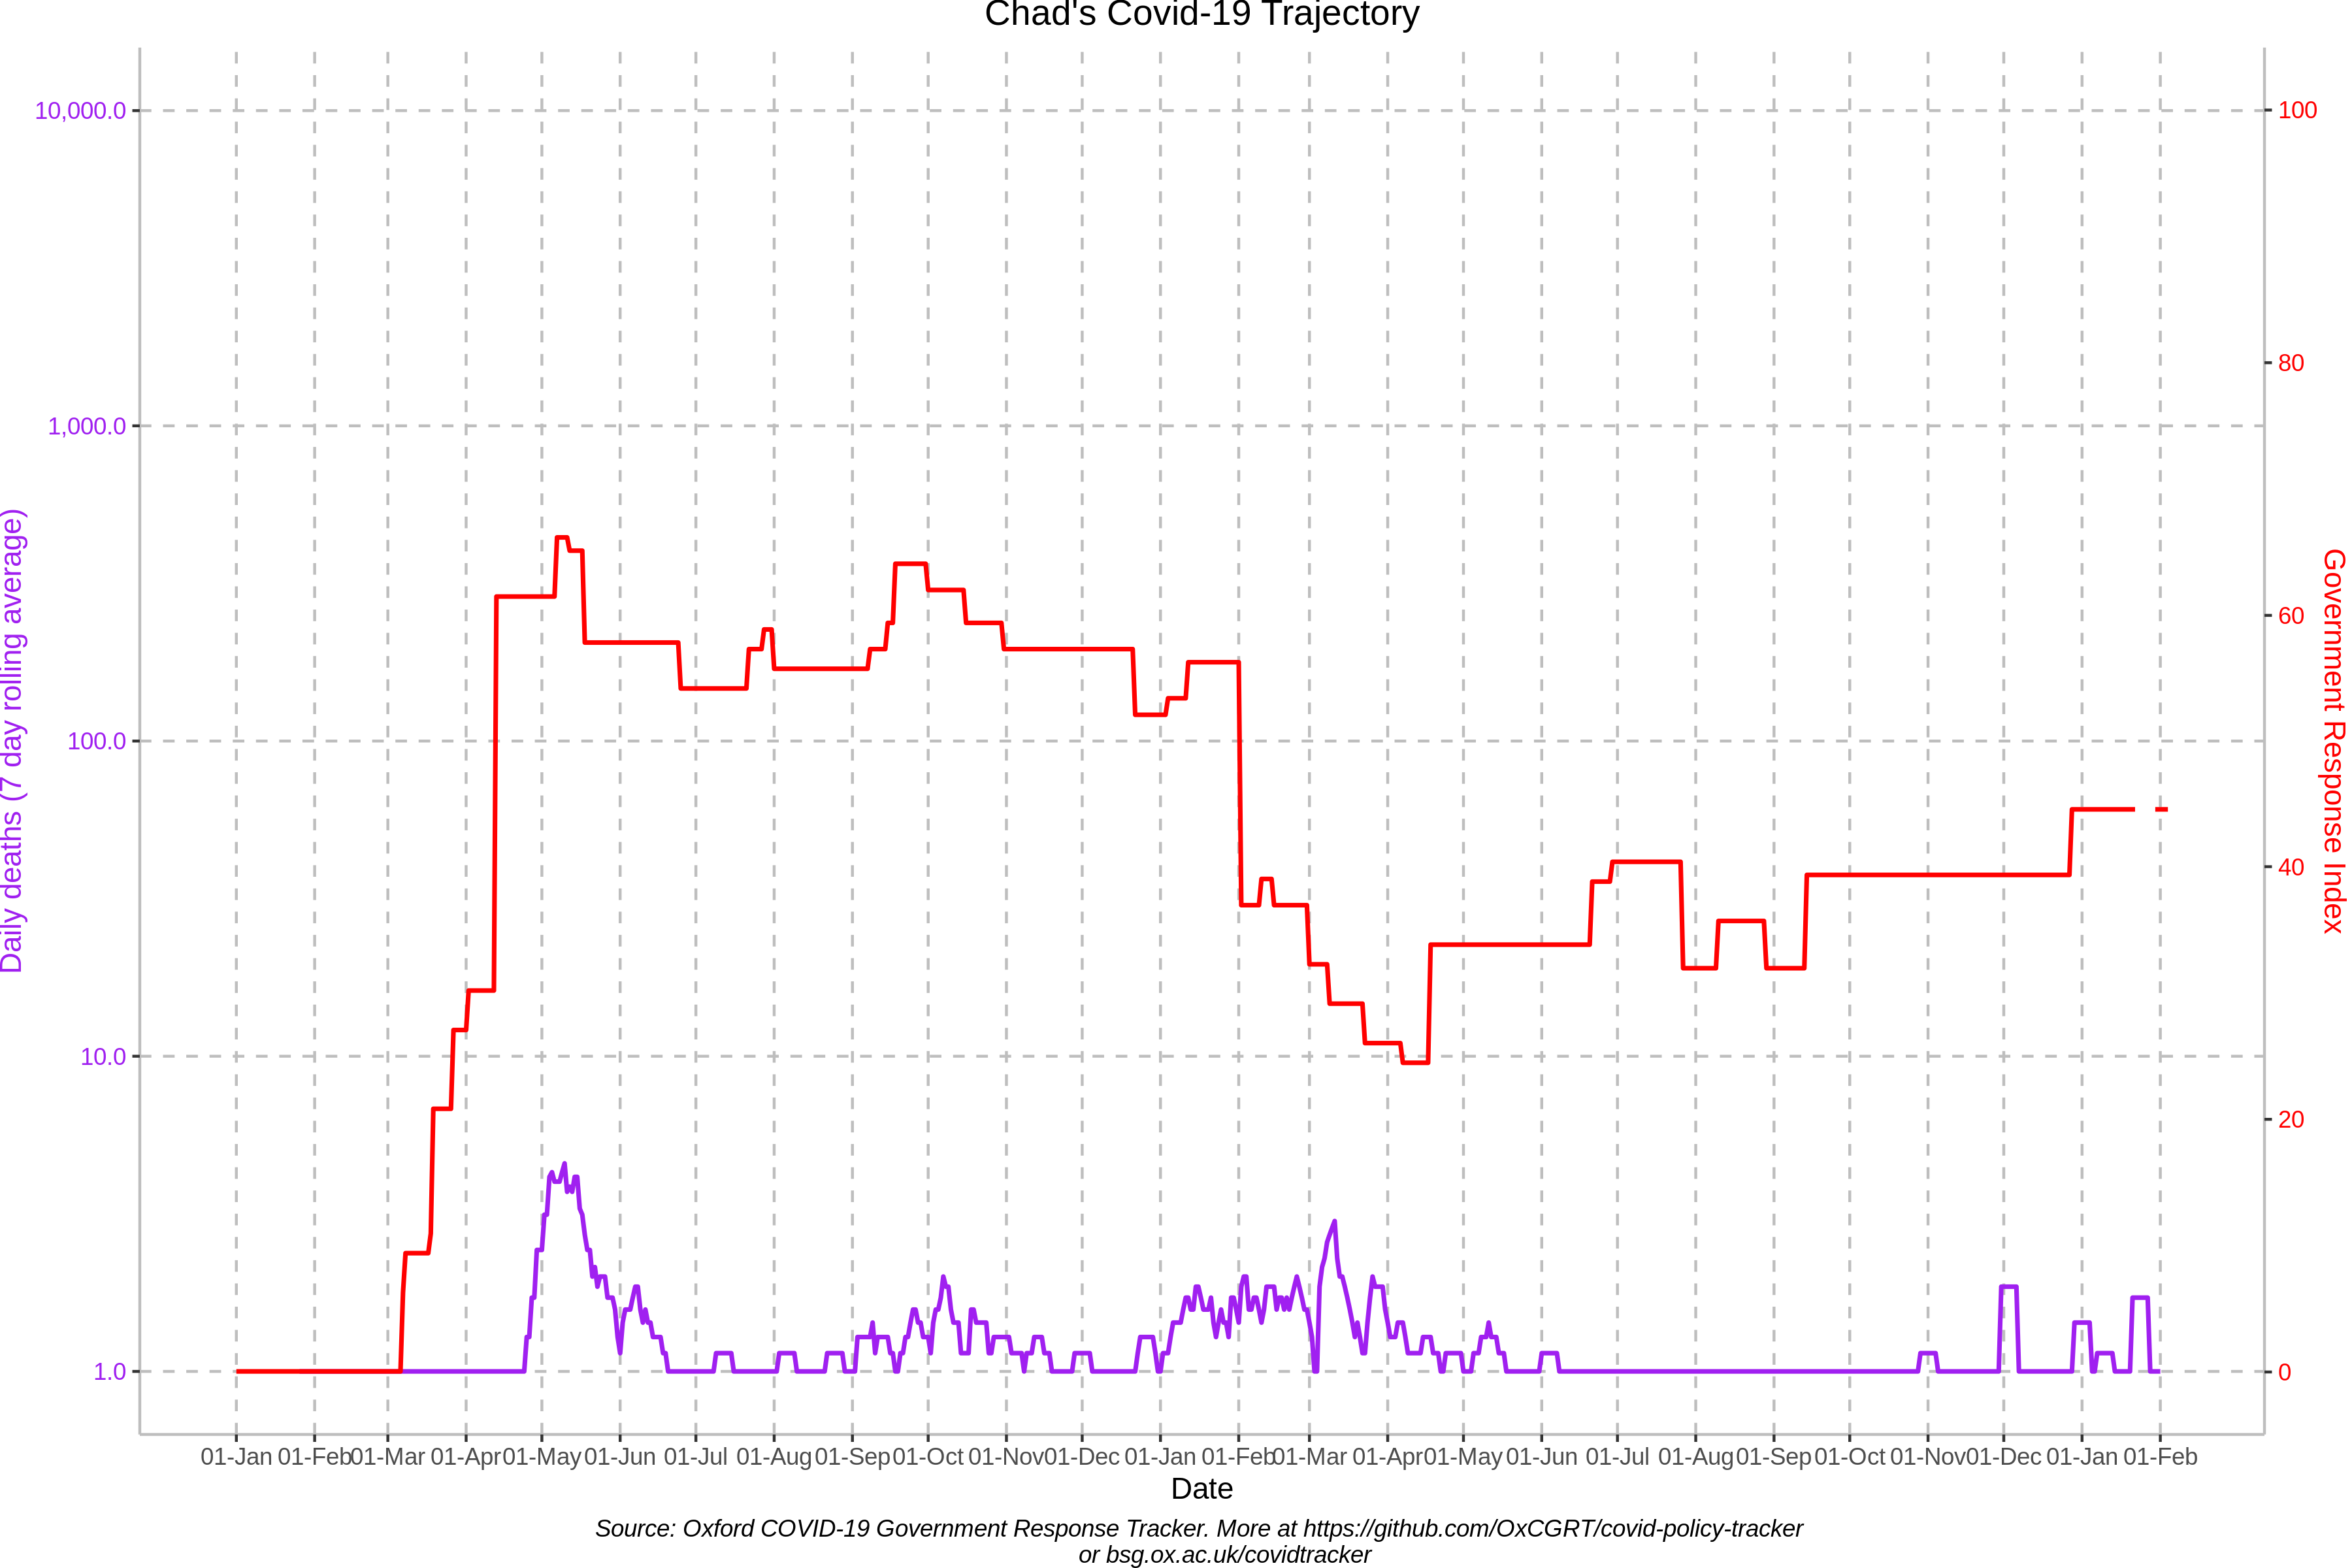 Chad's Covid-19 Trajectory
10,000.0
1,000.0
100.0
10.0
1.0
Daily deaths (7 day rolling average)
100
80
60
40
20
0
Government Response Index
01-Jan 01-Feb 01-Mar 01-Apr 01-May 01-Jun 01-Jul 01-Aug 01-Sep 01-Oct 01-Nov 01-Dec 01-Jan 01-Feb 01-Mar 01-Apr 01-May 01-Jun 01-Jul 01-Aug 01-Sep 01-Oct 01-Nov 01-Dec 01-Jan 01-Feb
Date
Source: Oxford COVID-19 Government Response Tracker. More at https://github.com/OxCGRT/covid-policy-tracker
or bsg.ox.ac.uk/covidtracker